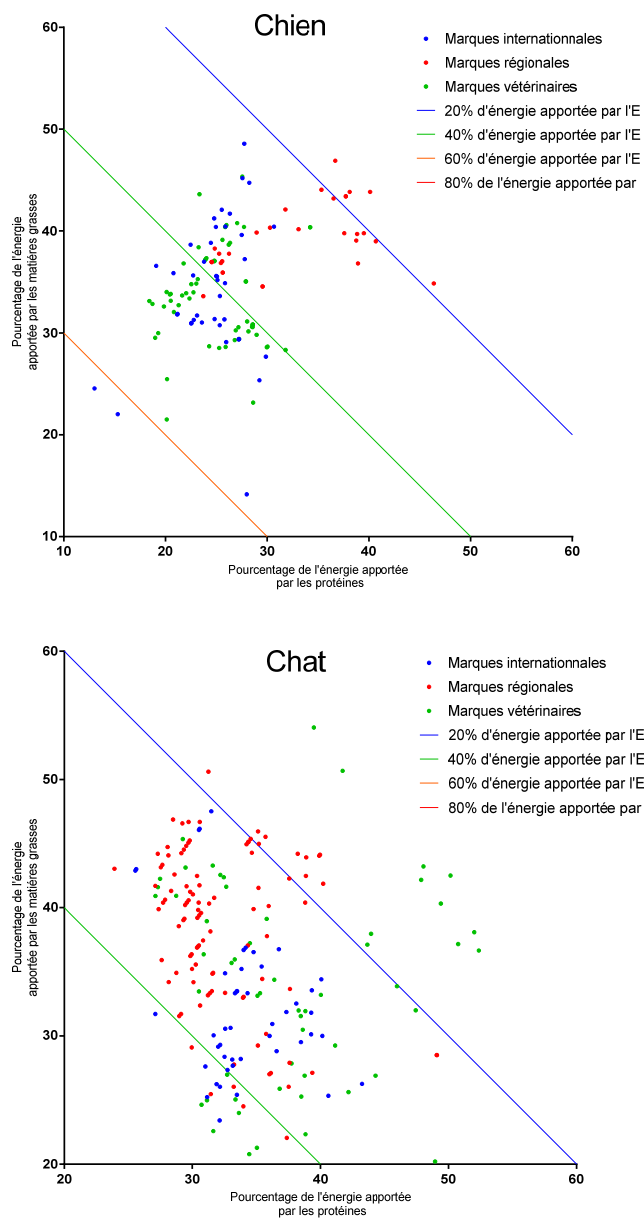 Chien
60
50
40
30
20
10
Pourcentage de l'énergie
apportée par les matières grasses
Marques internationnales
Marques régionales
Marques vétérinaires
20% d'énergie apportée par l'E
40% d'énergie apportée par l'E
60% d'énergie apportée par l'E
80% de l'énergie apportée par
10
20
30
40
50
60
Pourcentage de l'énergie apportée
par les protéines
Chat
60
50
40
30
20
Pourcentage de l'énergie
apportée par les matières grasses
Marques internationnales
Marques régionales
Marques vétérinaires
20% d'énergie apportée par l'E
40% d'énergie apportée par l'E
60% d'énergie apportée par l'E
80% de l'énergie apportée par
20
30
40
50
60
Pourcentage de l'énergie apportée
par les protéines